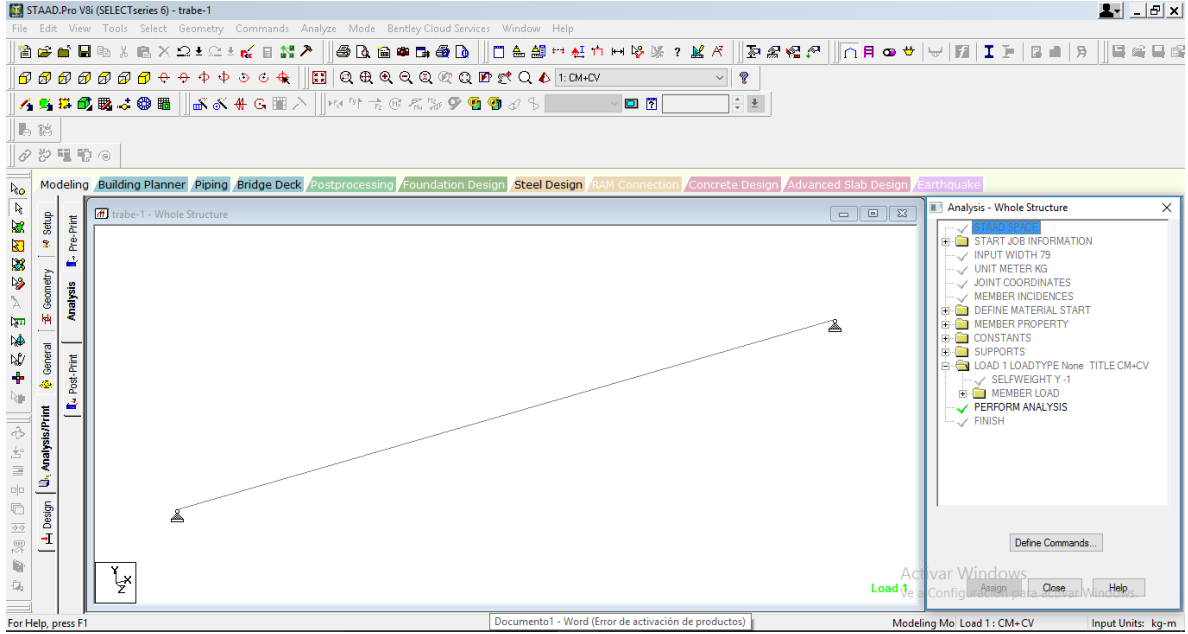 STAAD.Pro V8i (SELECTseries 6) - trabe-1
File Edit View Tools Select Geometry Commands Analyze Mode Bentley Cloud Services Window Help
1: CM+CV
Modeling Building Planner Piping Bridge Deck Postprocessing Foundation Design Steel Design RAM Connection Concrete Design Advanced Slab Design Earthquake
Setup
Geometry
General
Analysis/Print
Design
Pre-Print
Analysis
Post-Print
trabe-1 - Whole Structure
Y
X
Z
Load 1
Analysis - Whole Structure
STAAD SPACE
START JOB INFORMATION
INPUT WIDTH 79
UNIT METER KG
JOINT COORDINATES
MEMBER INCIDENCES
DEFINE MATERIAL START
MEMBER PROPERTY
CONSTANTS
SUPPORTS
LOAD 1 LOADTYPE None TITLE CM+CV
SELFWEIGHT Y -1
MEMBER LOAD
PERFORM ANALYSIS
FINISH
Define Commands...
Assign Close Help
Activar Windows
Ve a Configuración para activar Windows.
For Help, press F1
Documento1 - Word (Error de activación de productos)
Modeling Mo Load 1 : CM+CV Input Units: kg-m